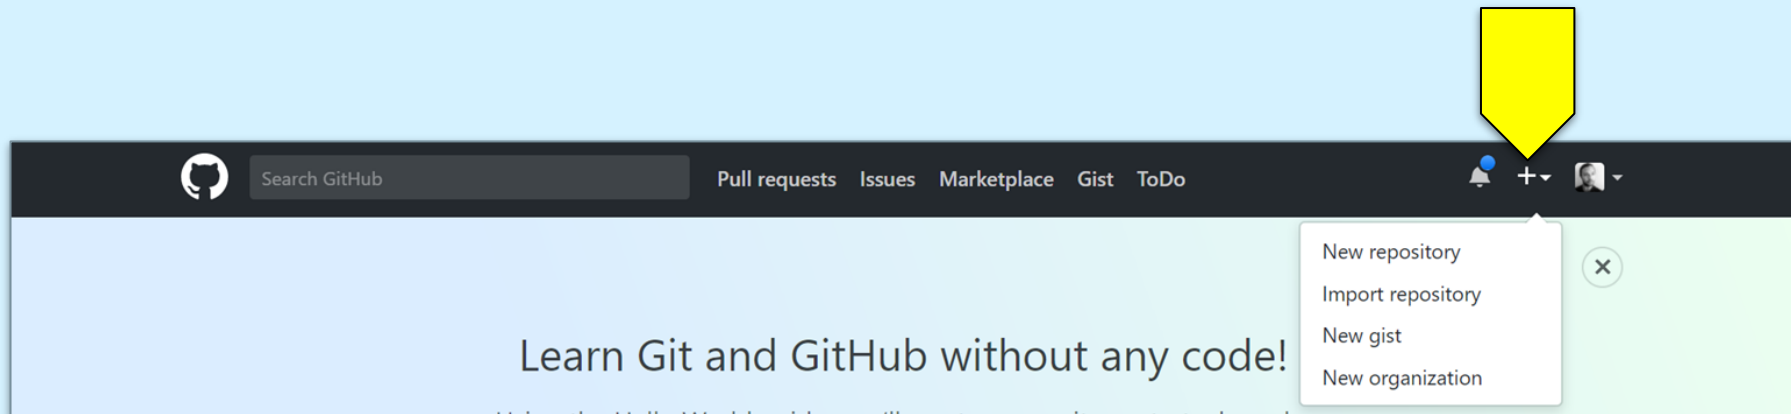 Search GitHub
Pull requests Issues Marketplace Gist ToDo
New repository
Import repository
New gist
New organization
Learn Git and GitHub without any code!